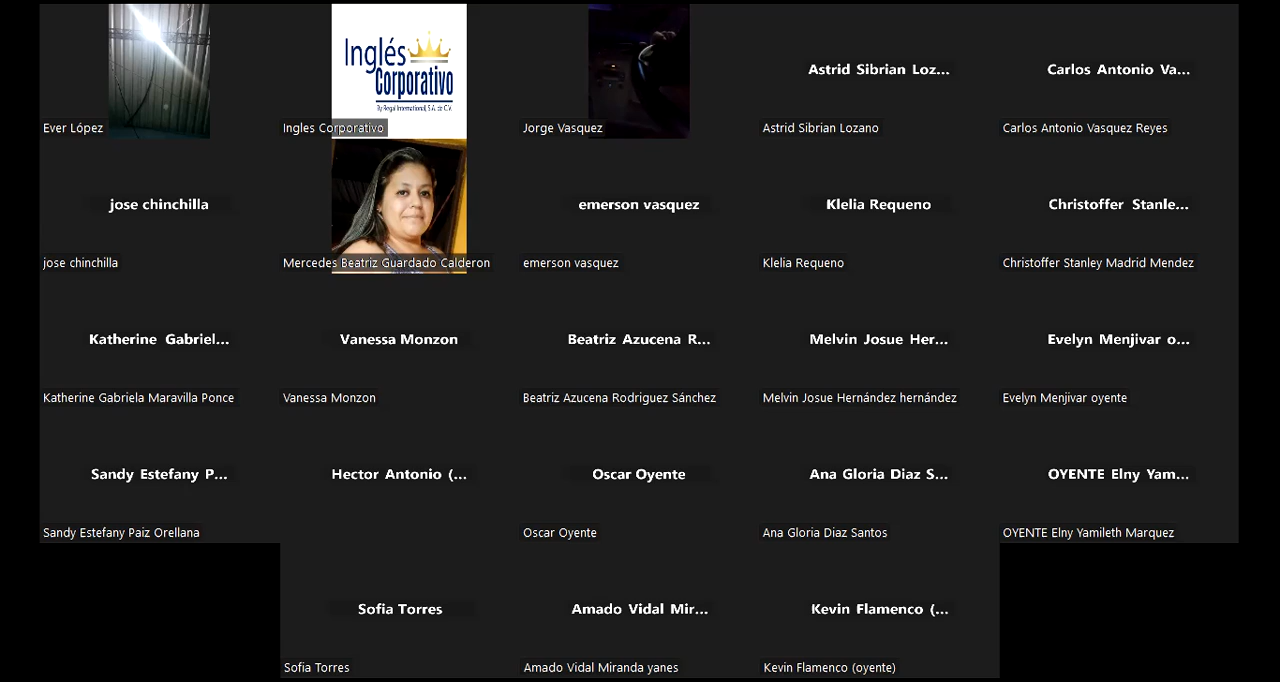 Inglés
Corporativo
By Regal International, S.A. de C.V.
Astrid Sibrian Loz...
Carlos Antonio Va...
Ever López
Ingles Corporativo
Jorge Vasquez
Astrid Sibrian Lozano
Carlos Antonio Vasquez Reyes
jose chinchilla
emerson vasquez
Klelia Requeno
Christoffer Stanle...
jose chinchilla
Mercedes Beatriz Guardado Calderon
emerson vasquez
Klelia Requeno
Christoffer Stanley Madrid Mendez
Katherine Gabriel...
Vanessa Monzon
Beatriz Azucena R...
Melvin Josue Her...
Evelyn Menjivar o...
Katherine Gabriela Maravilla Ponce
Vanessa Monzon
Beatriz Azucena Rodriguez Sánchez
Melvin Josue Hernández hernández
Evelyn Menjivar oyente
Sandy Estefany P...
Hector Antonio (...
Oscar Oyente
Ana Gloria Diaz S...
OYENTE Elny Yam...
Sandy Estefany Paiz Orellana
Oscar Oyente
Ana Gloria Diaz Santos
OYENTE Elny Yamileth Marquez
Sofia Torres
Amado Vidal Mir...
Kevin Flamenco (...
Sofia Torres
Amado Vidal Miranda yanes
Kevin Flamenco (oyente)